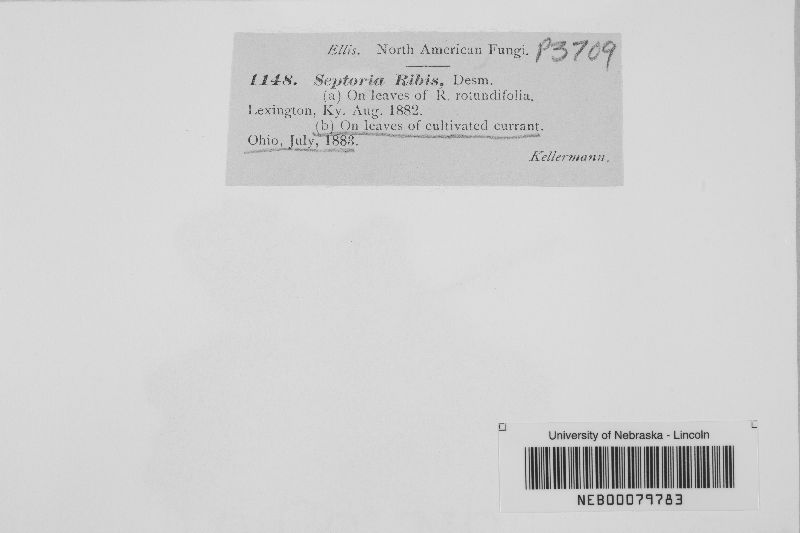 Ellis. North American Fungi. P3709
1148. Septoria Ribis, Desm.
(a) On leaves of R. rotundifolia.
Lexington, Ky. Aug. 1882.
(b) On leaves of cultivated currant.
Ohio, July, 1883.
Kellermann.
University of Nebraska - Lincoln
NEB00079783